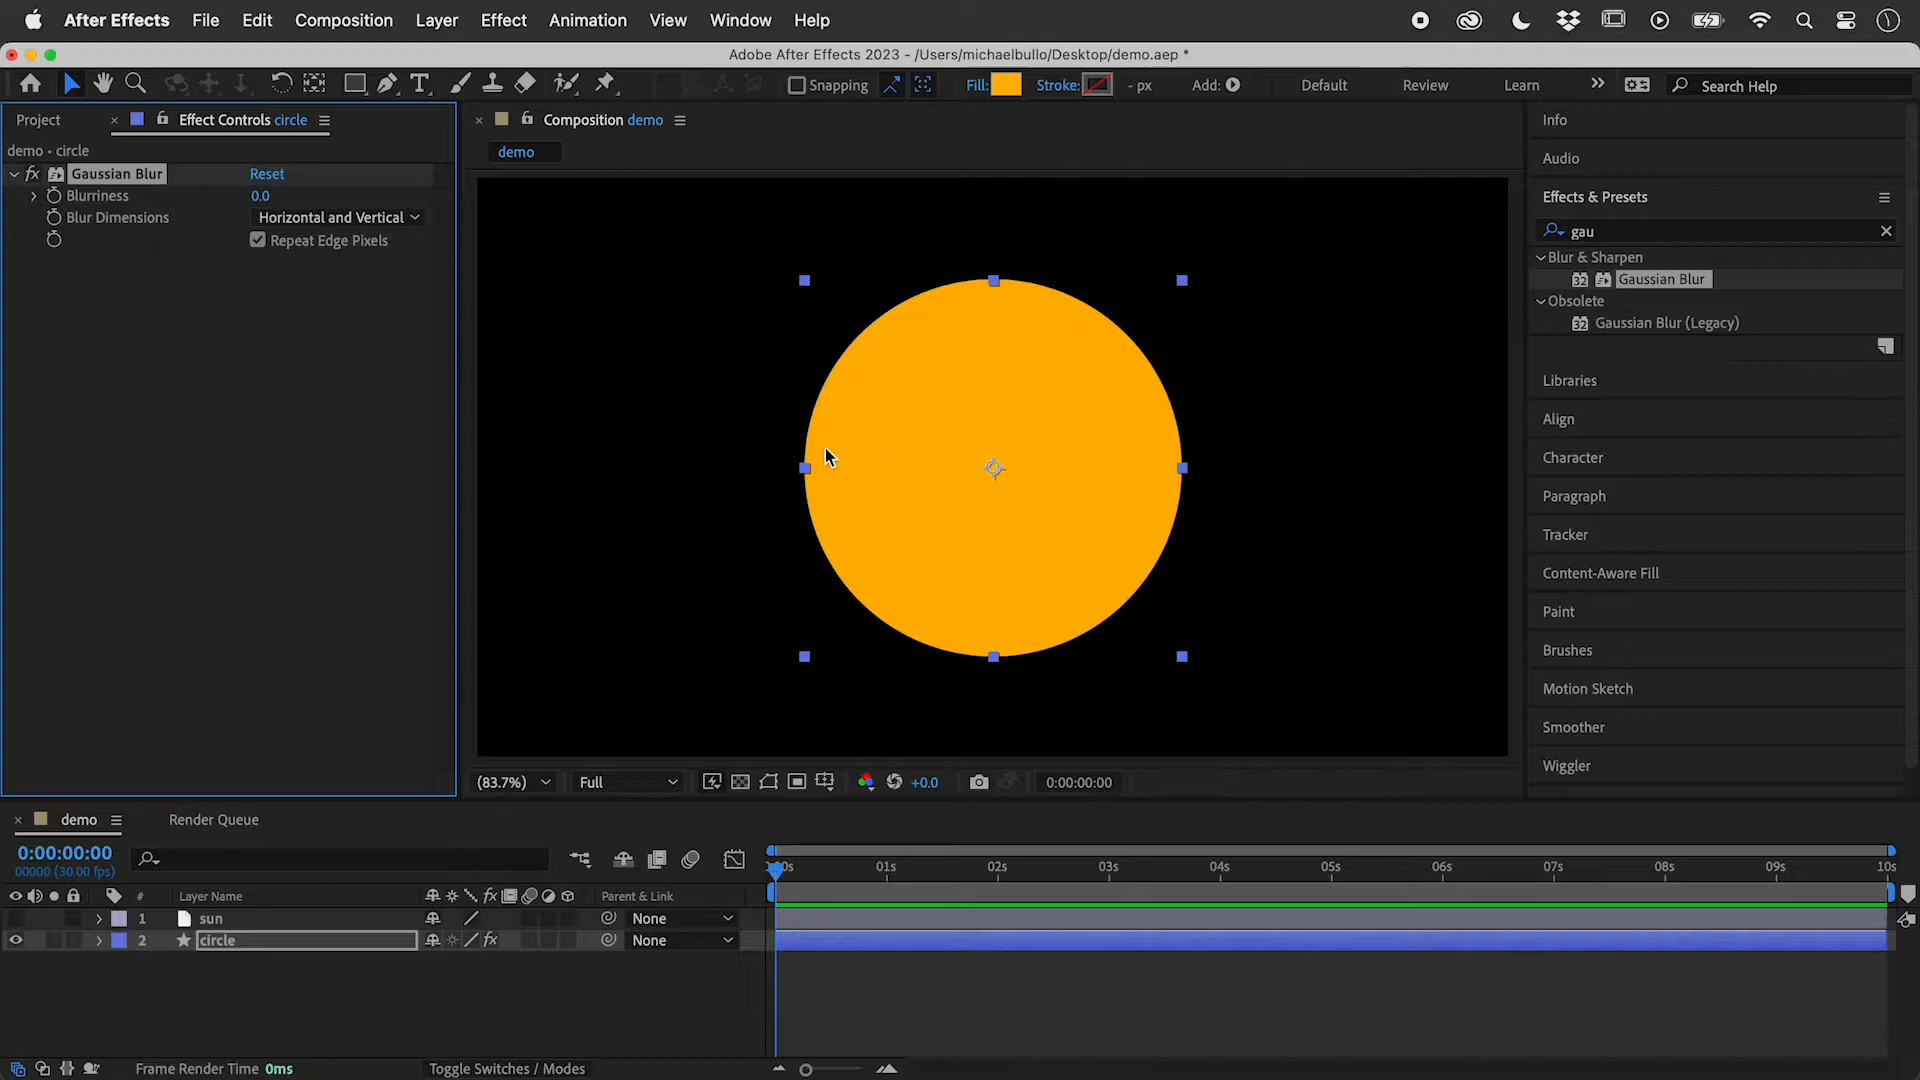 After Effects File Edit Composition Layer Effect Animation View Window Help
Adobe After Effects 2023 - /Users/michaelbullo/Desktop/demo.aep *
Snapping Fill: Stroke: - px Add: Default Review Learn Search Help
Project Effect Controls circle
demo • circle
fx Gaussian Blur Reset
Blurriness 0.0
Blur Dimensions Horizontal and Vertical
Repeat Edge Pixels
Composition demo
demo
Info
Audio
Effects & Presets
gau
Blur & Sharpen
32 Gaussian Blur
Obsolete
32 Gaussian Blur (Legacy)
Libraries
Align
Character
Paragraph
Tracker
Content-Aware Fill
Paint
Brushes
Motion Sketch
Smoother
Wiggler
(83.7%) Full +0.0 0:00:00:00
demo Render Queue
0:00:00:00
00000 (30.00 fps)
:00s 01s 02s 03s 04s 05s 06s 07s 08s 09s 10s
# Layer Name fx Parent & Link
1 sun None
2 circle fx None
Frame Render Time 0ms Toggle Switches / Modes